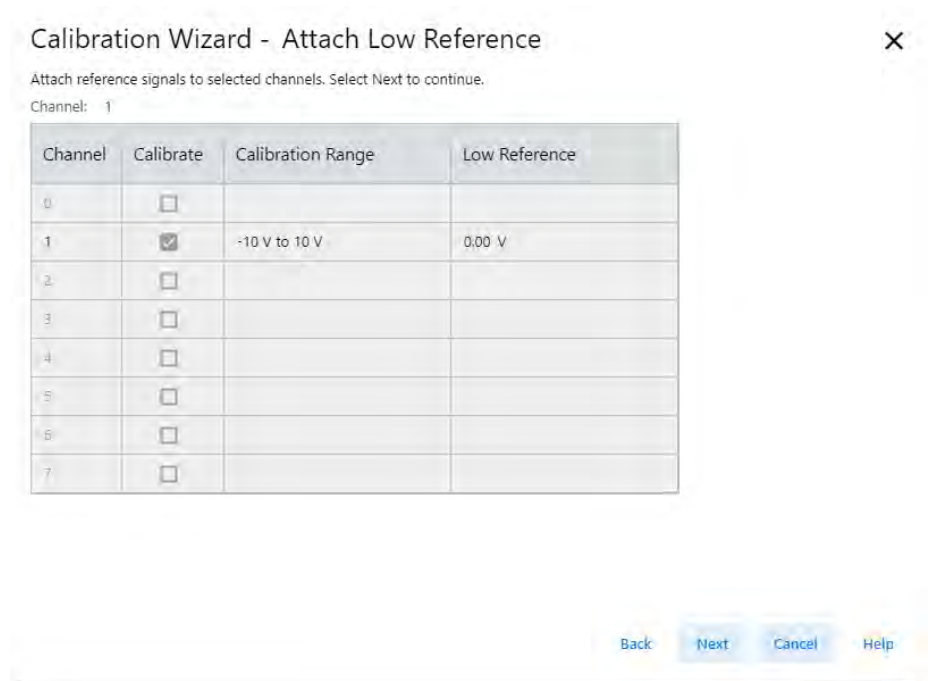 Calibration Wizard - Attach Low Reference
Attach reference signals to selected channels. Select Next to continue.
Channel: 1
Channel Calibrate Calibration Range Low Reference
0
1 -10 V to 10 V 0.00 V
2
3
4
5
6
7
Back Next Cancel Help